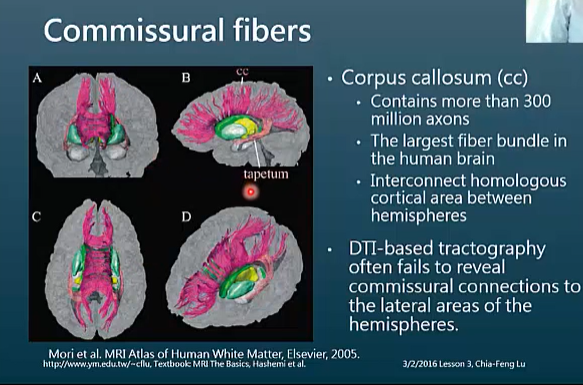 Commissural fibers
A
B
cc
tapetum
C
D
• Corpus callosum (cc)
• Contains more than 300
million axons
• The largest fiber bundle in
the human brain
• Interconnect homologous
cortical area between
hemispheres
• DTI-based tractography
often fails to reveal
commissural connections to
the lateral areas of the
hemispheres.
Mori et al. MRI Atlas of Human White Matter, Elsevier, 2005.
http://www.ym.edu.tw/~cflu, Textbook: MRI The Basics, Hashemi et al.
3/2/2016 Lesson 3, Chia-Feng Lu